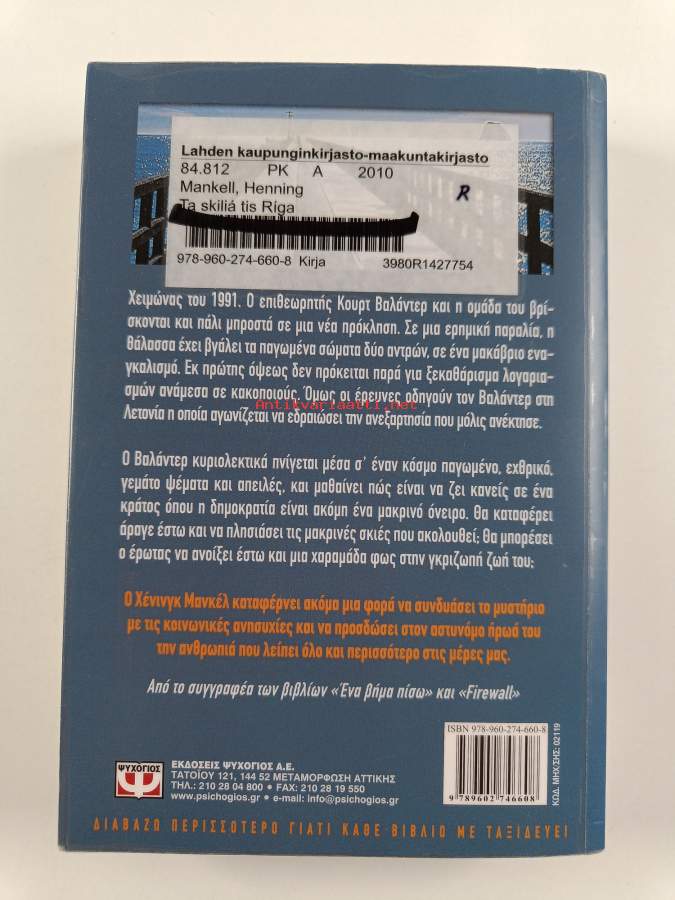 Lahden kaupunginkirjasto-maakuntakirjasto
84.812 PK A 2010
Mankell, Henning
Ta skiliá tis Ríga
R
978-960-274-660-8 Kirja 3980R1427754
Χειμώνας του 1991. Ο επιθεωρητής Κουρτ Βαλάντερ και η ομάδα του βρί-
σκονται και πάλι μπροστά σε μια νέα πρόκληση. Σε μια ερημική παραλία, η
θάλασσα έχει βγάλει τα παγωμένα σώματα δύο αντρών, σε ένα μακάβριο ενα-
γκαλισμό. Εκ πρώτης όψεως δεν πρόκειται παρά για ξεκαθάρισμα λογαρια-
σμών ανάμεσα σε κακοποιούς. Όμως οι έρευνες οδηγούν τον Βαλάντερ στη
Antikvariaatti.net
Λετονία η οποία αγωνίζεται να εδραιώσει την ανεξαρτησία που μόλις ανέκτησε.
Ο Βαλάντερ κυριολεκτικά πνίγεται μέσα σ' έναν κόσμο παγωμένο, εχθρικό,
γεμάτο ψέματα και απειλές, και μαθαίνει πώς είναι να ζει κανείς σε ένα
κράτος όπου η δημοκρατία είναι ακόμη ένα μακρινό όνειρο. Θα καταφέρει
άραγε έστω και να πλησιάσει τις μακρινές σκιές που ακολουθεί; Θα μπορέσει
ο έρωτας να ανοίξει έστω και μια χαραμάδα φως στην γκριζωπή ζωή του;
Ο Χένινγκ Μανκέλ καταφέρνει ακόμα μια φορά να συνδυάσει το μυστήριο
με τις κοινωνικές ανησυχίες και να προσδώσει στον αστυνόμο ήρωά του
την ανθρωπιά που λείπει όλο και περισσότερο στις μέρες μας.
Από το συγγραφέα των βιβλίων «Ένα βήμα πίσω» και «Firewall»
ISBN 978-960-274-660-8
9 789602 746608
ΚΩΔ. ΜΗΧ/ΣΗΣ: 02119
ΨΥΧΟΓΙΟΣ
ΕΚΔΟΣΕΙΣ ΨΥΧΟΓΙΟΣ Α.Ε.
ΤΑΤΟΪΟΥ 121, 144 52 ΜΕΤΑΜΟΡΦΩΣΗ ΑΤΤΙΚΗΣ
ΤΗΛ.: 210 28 04 800 • FAX: 210 28 19 550
www.psichogios.gr • e-mail: info@psichogios.gr
ΔΙΑΒΑΖΩ ΠΕΡΙΣΣΟΤΕΡΟ ΓΙΑΤΙ ΚΑΘΕ ΒΙΒΛΙΟ ΜΕ ΤΑΞΙΔΕΥΕΙ